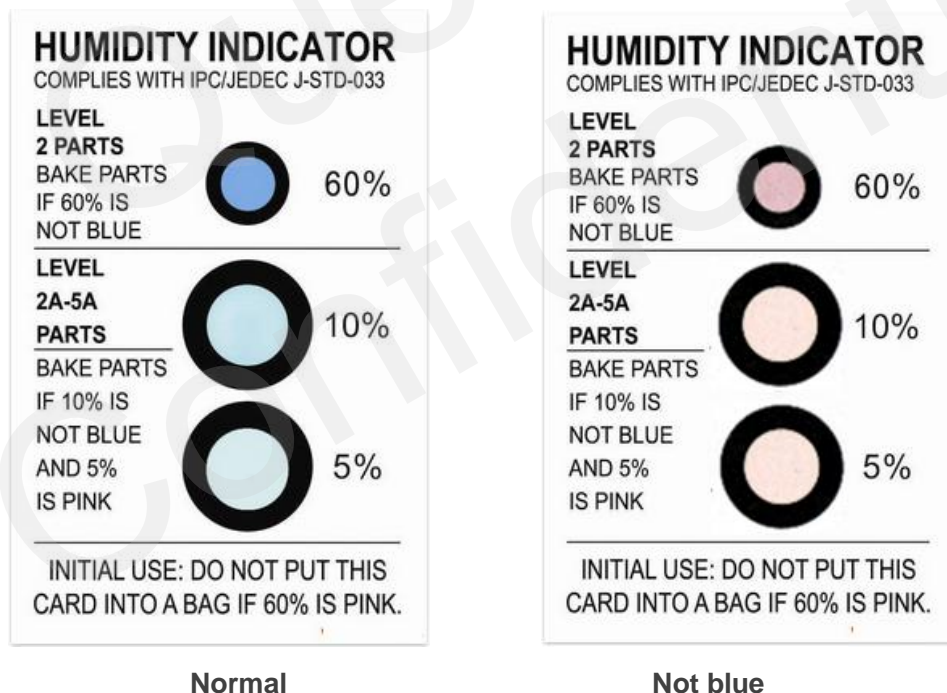 HUMIDITY INDICATOR
COMPLIES WITH IPC/JEDEC J-STD-033
LEVEL
2 PARTS
BAKE PARTS
IF 60% IS
NOT BLUE
60%
LEVEL
2A-5A
PARTS
10%
BAKE PARTS
IF 10% IS
NOT BLUE
AND 5%
IS PINK
5%
INITIAL USE: DO NOT PUT THIS
CARD INTO A BAG IF 60% IS PINK.
Normal
HUMIDITY INDICATOR
COMPLIES WITH IPC/JEDEC J-STD-033
LEVEL
2 PARTS
BAKE PARTS
IF 60% IS
NOT BLUE
60%
LEVEL
2A-5A
PARTS
10%
BAKE PARTS
IF 10% IS
NOT BLUE
AND 5%
IS PINK
5%
INITIAL USE: DO NOT PUT THIS
CARD INTO A BAG IF 60% IS PINK.
Not blue